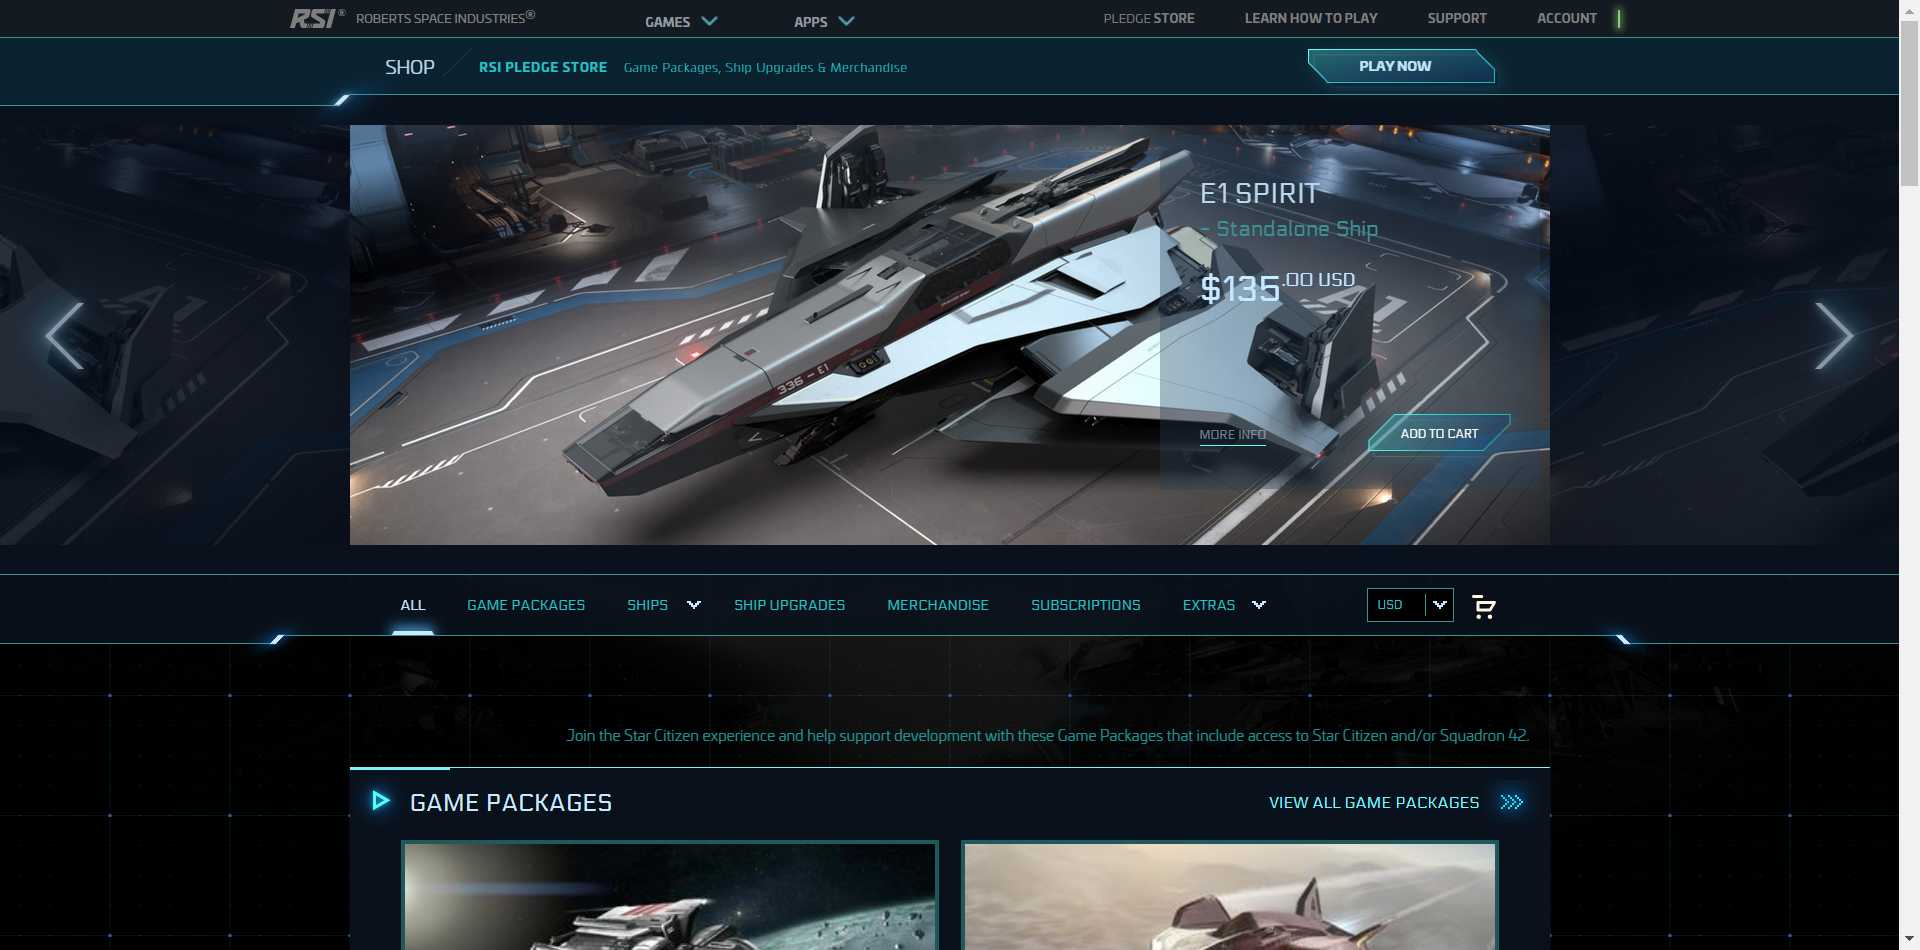 RSI® ROBERTS SPACE INDUSTRIES® GAMES APPS PLEDGE STORE LEARN HOW TO PLAY SUPPORT ACCOUNT
SHOP RSI PLEDGE STORE Game Packages, Ship Upgrades & Merchandise PLAY NOW
E1 SPIRIT
- Standalone Ship
$135.00 USD
336 - E1
MORE INFO ADD TO CART
ALL GAME PACKAGES SHIPS SHIP UPGRADES MERCHANDISE SUBSCRIPTIONS EXTRAS USD
Join the Star Citizen experience and help support development with these Game Packages that include access to Star Citizen and/or Squadron 42.
GAME PACKAGES VIEW ALL GAME PACKAGES